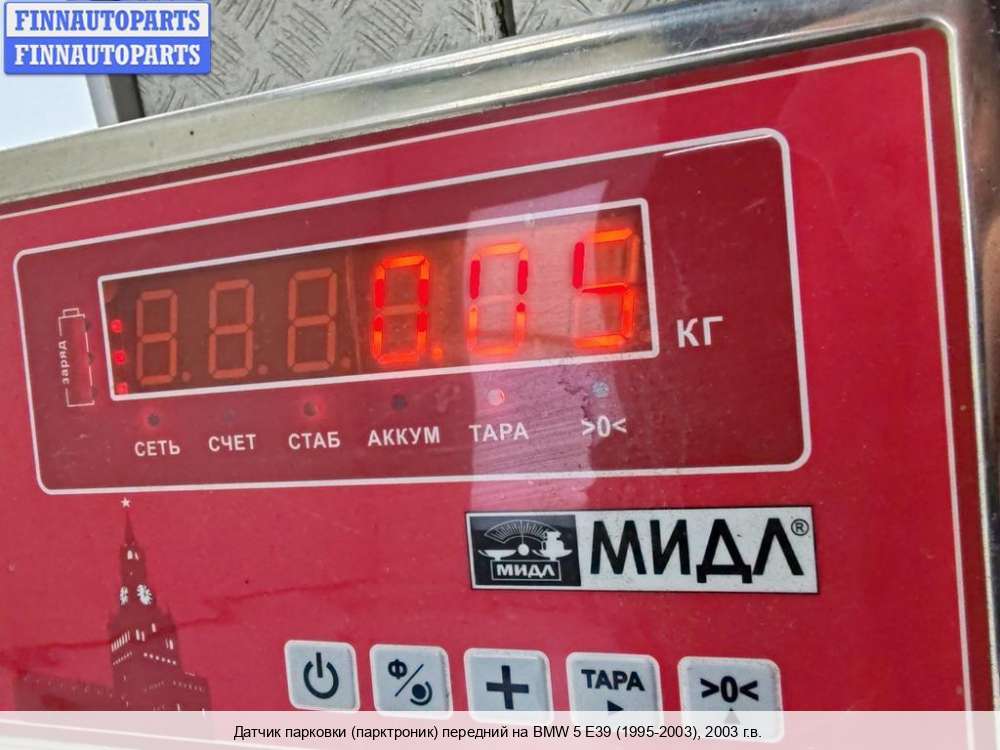 FINNAUTOPARTS
FINNAUTOPARTS
0.05
КГ
заряд
СЕТЬ СЧЕТ СТАБ АККУМ ТАРА >0<
МИДЛ МИДЛ®
Ф
ТАРА >0<
Датчик парковки (парктроник) передний на BMW 5 E39 (1995-2003), 2003 г.в.